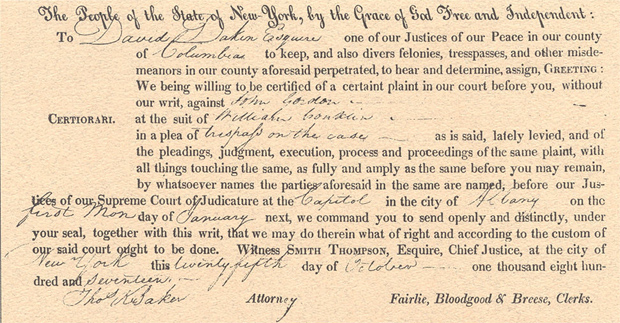 The People of the State of New-York, by the Grace of God Free and Independent:
To David Dakin Esquire one of our Justices of our Peace in our county
of Columbia to keep, and also divers felonies, tresspasses, and other misde-
meanors in our county aforesaid perpetrated, to hear and determine, assign, GREETING:
We being willing to be certified of a certaint plaint in our court before you, without
our writ, against John Gordon
CERTIORARI. at the suit of William Conklin
in a plea of trespass on the case as is said, lately levied, and of
the pleadings, judgment, execution, process and proceedings of the same plaint, with
all things touching the same, as fully and amply as the same before you may remain,
by whatsoever names the parties aforesaid in the same are named, before our Jus-
tices of our Supreme Court of Judicature at the Capitol in the city of Albany on the
first Mon day of January next, we command you to send openly and distinctly, under
your seal, together with this writ, that we may do therein what of right and according to the custom of
our said court ought to be done. Witness SMITH THOMPSON, Esquire, Chief Justice, at the city of
New York this twenty fifth day of October one thousand eight hun-
dred and seventeen
Thos K Baker Attorney Fairlie, Bloodgood & Breese, Clerks.